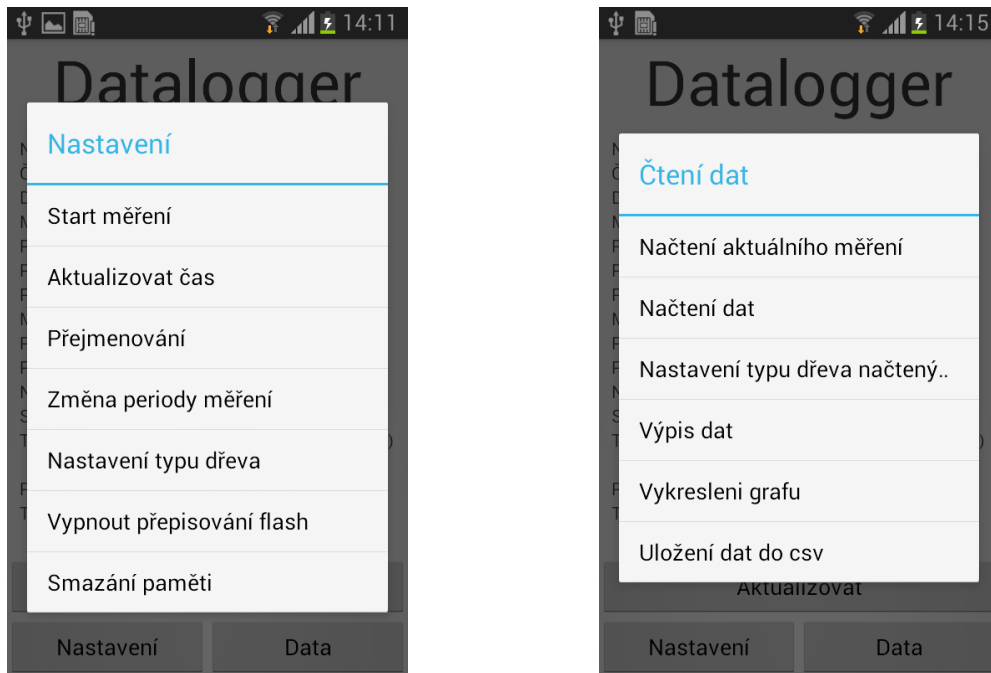 14:11
Datalogger
Nastavení
Start měření
Aktualizovat čas
Přejmenování
Změna periody měření
Nastavení typu dřeva
Vypnout přepisování flash
Smazání paměti
Nastavení
Data
14:15
Datalogger
Čtení dat
Načtení aktuálního měření
Načtení dat
Nastavení typu dřeva načtený..
Výpis dat
Vykresleni grafu
Uložení dat do csv
Aktualizovat
Nastavení
Data